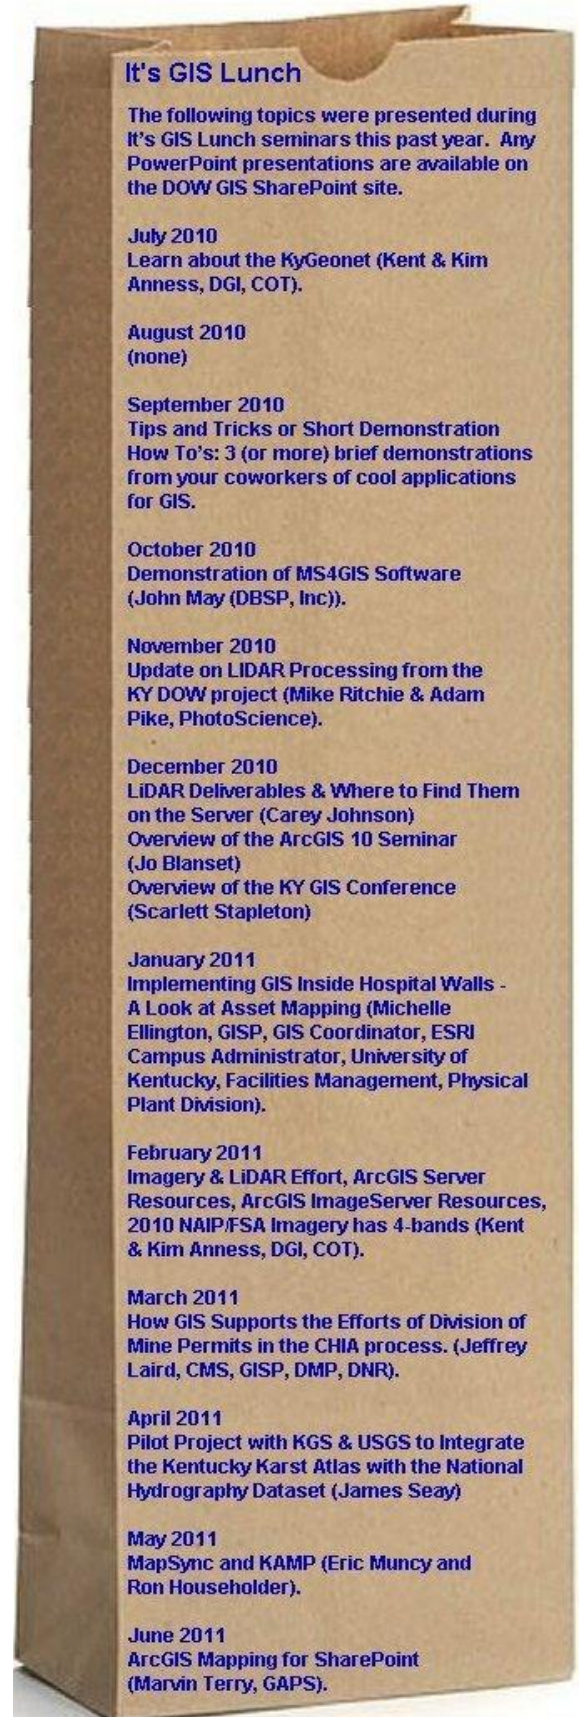 It's GIS Lunch
The following topics were presented during
It's GIS Lunch seminars this past year.  Any
PowerPoint presentations are available on
the DOW GIS SharePoint site.
July 2010
Learn about the KyGeonet (Kent & Kim
Anness, DGI, COT).
August 2010
(none)
September 2010
Tips and Tricks or Short Demonstration
How To's: 3 (or more) brief demonstrations
from your coworkers of cool applications
for GIS.
October 2010
Demonstration of MS4GIS Software
(John May (DBSP, Inc)).
November 2010
Update on LIDAR Processing from the
KY DOW project (Mike Ritchie & Adam
Pike, PhotoScience).
December 2010
LiDAR Deliverables & Where to Find Them
on the Server (Carey Johnson)
Overview of the ArcGIS 10 Seminar
(Jo Blanset)
Overview of the KY GIS Conference
(Scarlett Stapleton)
January 2011
Implementing GIS Inside Hospital Walls -
A Look at Asset Mapping (Michelle
Ellington, GISP, GIS Coordinator, ESRI
Campus Administrator, University of
Kentucky, Facilities Management, Physical
Plant Division).
February 2011
Imagery & LiDAR Effort, ArcGIS Server
Resources, ArcGIS ImageServer Resources,
2010 NAIP/FSA Imagery has 4-bands (Kent
& Kim Anness, DGI, COT).
March 2011
How GIS Supports the Efforts of Division of
Mine Permits in the CHIA process. (Jeffrey
Laird, CMS, GISP, DMP, DNR).
April 2011
Pilot Project with KGS & USGS to Integrate
the Kentucky Karst Atlas with the National
Hydrography Dataset (James Seay)
May 2011
MapSync and KAMP (Eric Muncy and
Ron Householder).
June 2011
ArcGIS Mapping for SharePoint
(Marvin Terry, GAPS).